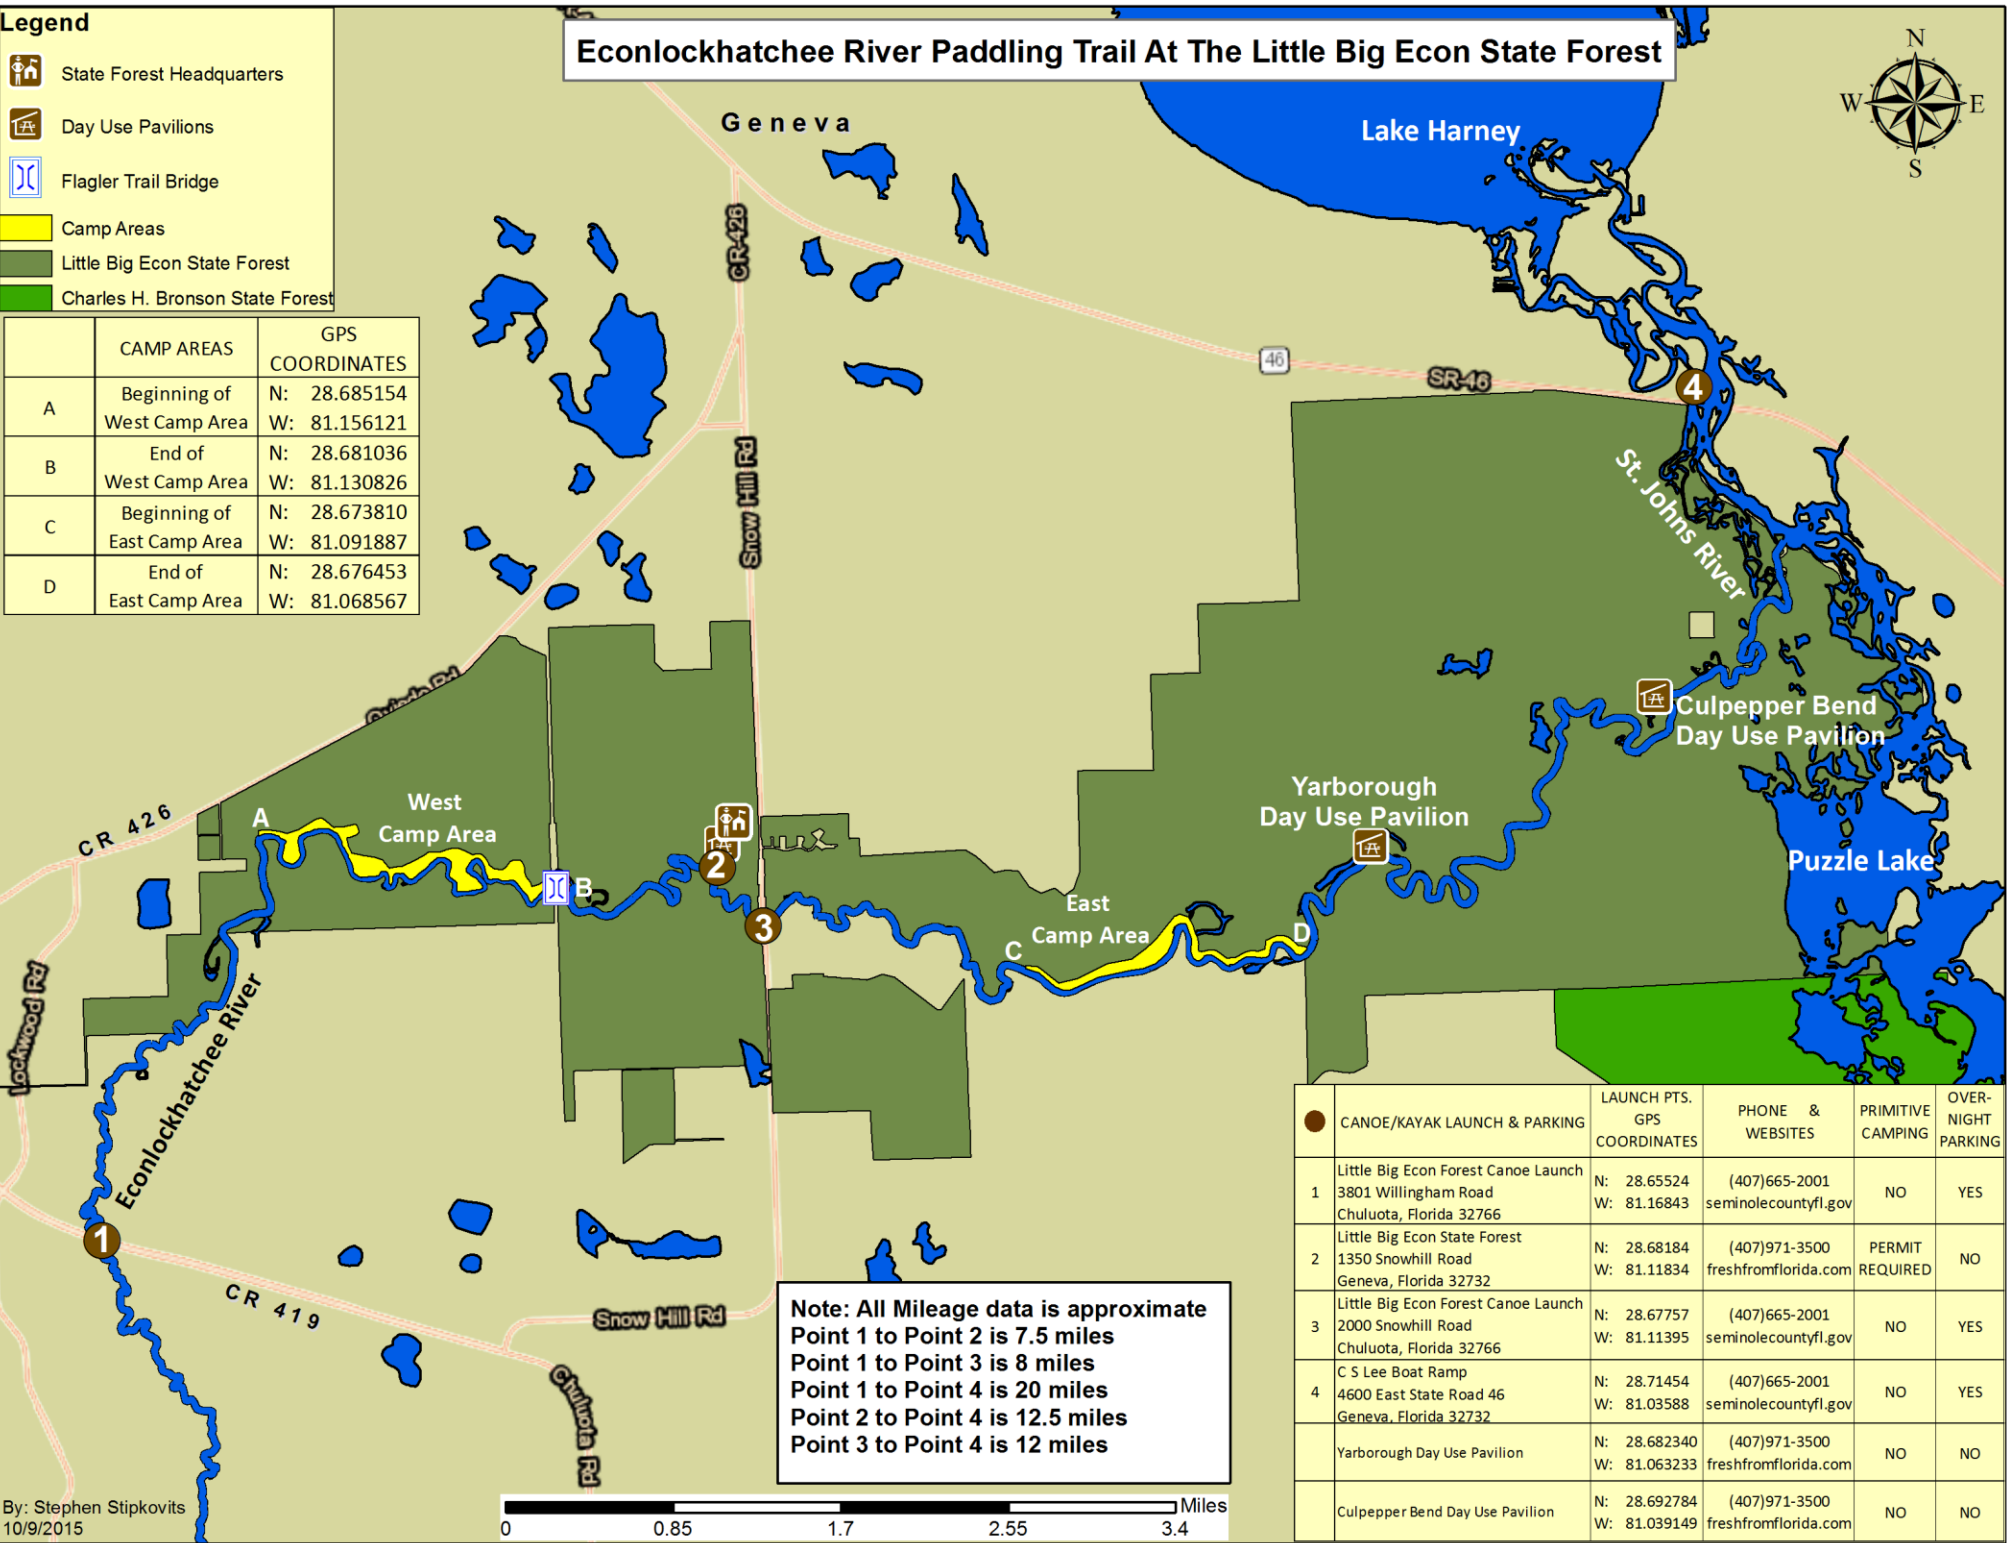 Legend
State Forest Headquarters
Day Use Pavilions
Flagler Trail Bridge
Camp Areas
Little Big Econ State Forest
Charles H. Bronson State Forest
Econlockhatchee River Paddling Trail At The Little Big Econ State Forest
N
W E
S
CAMP AREAS GPS
COORDINATES
A Beginning of
West Camp Area N: 28.685154
W: 81.156121
B End of
West Camp Area N: 28.681036
W: 81.130826
C Beginning of
East Camp Area N: 28.673810
W: 81.091887
D End of
East Camp Area N: 28.676453
W: 81.068567
Geneva
Lake Harney
CR-426
46
SR-46
4
Snow Hill Rd
St. Johns River
Oviedo Rd
CR 426
A
West
Camp Area
B
2
3
East
Camp Area
C
D
Yarborough
Day Use Pavilion
Culpepper Bend
Day Use Pavilion
Puzzle Lake
Lockwood Rd
Econlockhatchee River
1
CR 419
Snow Hill Rd
Chuluota Rd
Note: All Mileage data is approximate
Point 1 to Point 2 is 7.5 miles
Point 1 to Point 3 is 8 miles
Point 1 to Point 4 is 20 miles
Point 2 to Point 4 is 12.5 miles
Point 3 to Point 4 is 12 miles
Miles
0 0.85 1.7 2.55 3.4
By: Stephen Stipkovits
10/9/2015
CANOE/KAYAK LAUNCH & PARKING LAUNCH PTS.
GPS
COORDINATES PHONE &
WEBSITES PRIMITIVE
CAMPING OVER-
NIGHT
PARKING
1 Little Big Econ Forest Canoe Launch
3801 Willingham Road
Chuluota, Florida 32766 N: 28.65524
W: 81.16843 (407)665-2001
seminolecountyfl.gov NO YES
2 Little Big Econ State Forest
1350 Snowhill Road
Geneva, Florida 32732 N: 28.68184
W: 81.11834 (407)971-3500
freshfromflorida.com PERMIT
REQUIRED NO
3 Little Big Econ Forest Canoe Launch
2000 Snowhill Road
Chuluota, Florida 32766 N: 28.67757
W: 81.11395 (407)665-2001
seminolecountyfl.gov NO YES
4 C S Lee Boat Ramp
4600 East State Road 46
Geneva, Florida 32732 N: 28.71454
W: 81.03588 (407)665-2001
seminolecountyfl.gov NO YES
Yarborough Day Use Pavilion N: 28.682340
W: 81.063233 (407)971-3500
freshfromflorida.com NO NO
Culpepper Bend Day Use Pavilion N: 28.692784
W: 81.039149 (407)971-3500
freshfromflorida.com NO NO